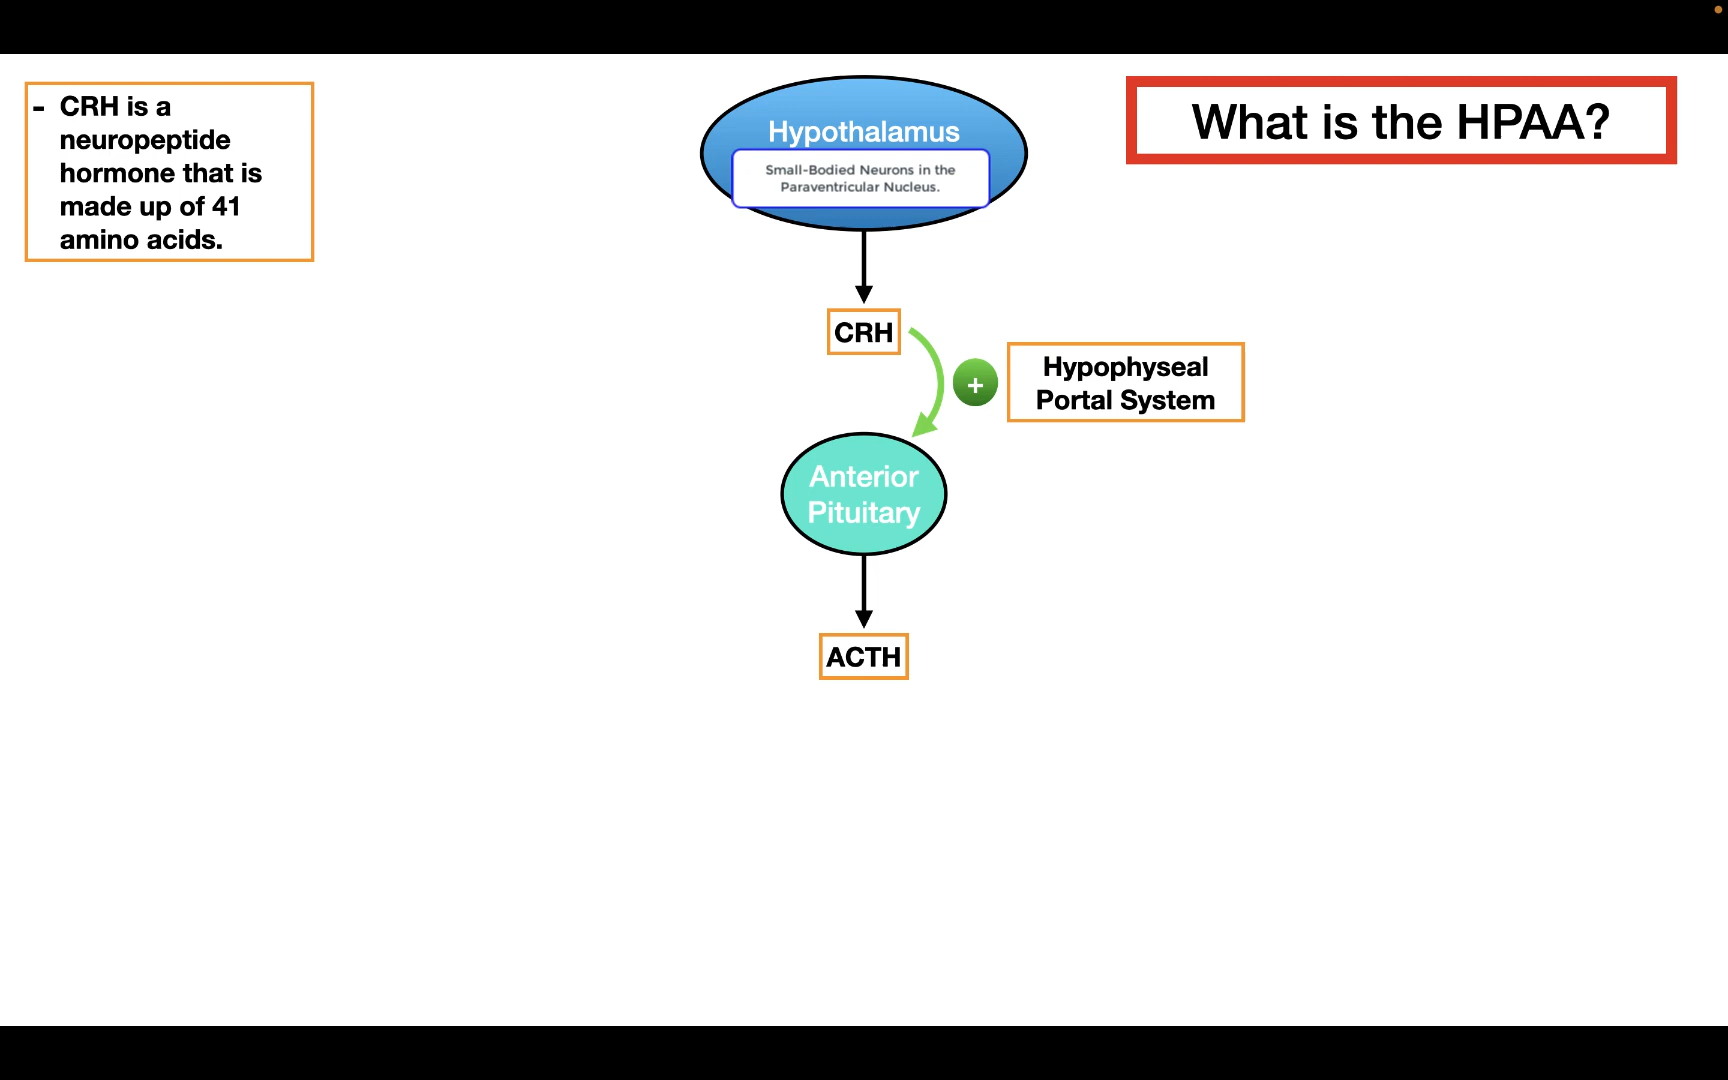 - CRH is a
neuropeptide
hormone that is
made up of 41
amino acids.
Hypothalamus
Small-Bodied Neurons in the
Paraventricular Nucleus.
What is the HPAA?
CRH
+
Hypophyseal
Portal System
Anterior
Pituitary
ACTH